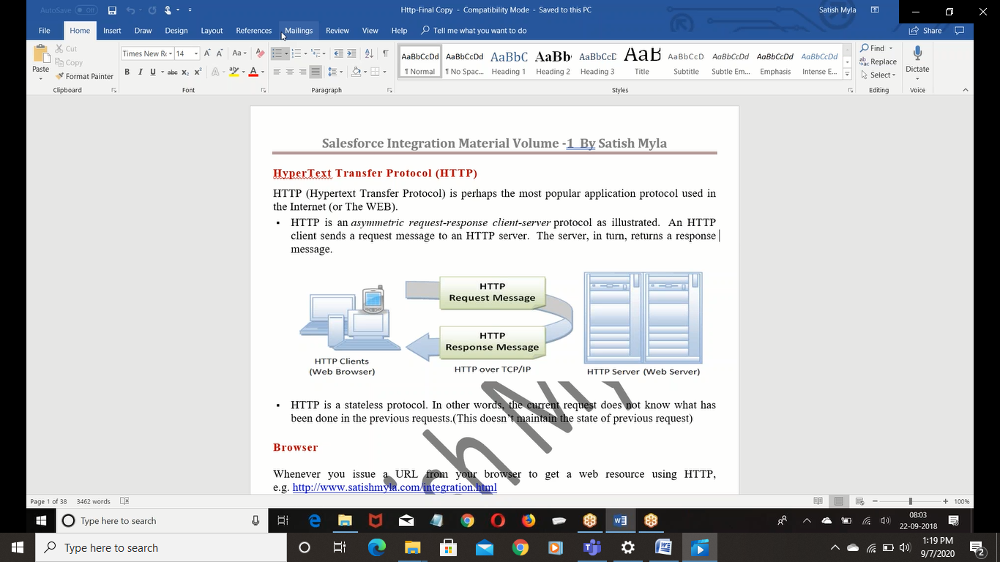 AutoSave Off
Http-Final Copy - Compatibility Mode - Saved to this PC
Satish Myla
File Home Insert Draw Design Layout References Mailings Review View Help Tell me what you want to do
Share
Paste
Cut
Copy
Format Painter
Clipboard
Times New Ro 14
Font
Paragraph
AaBbCcDd AaBbCcDd AaBbC AaBb AaBbCcD AaB AaBbCcD AaBbCcDd AaBbCcDd AaBbCcDd
¶ Normal ¶ No Spac... Heading 1 Heading 2 Heading 3 Title Subtitle Subtle Em... Emphasis Intense E...
Styles
Find
Replace
Select
Editing
Dictate
Voice
Salesforce Integration Material Volume -1 By Satish Myla
HyperText Transfer Protocol (HTTP)
HTTP (Hypertext Transfer Protocol) is perhaps the most popular application protocol used in
the Internet (or The WEB).
▪ HTTP is an asymmetric request-response client-server protocol as illustrated. An HTTP
client sends a request message to an HTTP server. The server, in turn, returns a response
message.
HTTP
Request Message
HTTP
Response Message
HTTP Clients
(Web Browser)
HTTP over TCP/IP
HTTP Server (Web Server)
▪ HTTP is a stateless protocol. In other words, the current request does not know what has
been done in the previous requests.(This doesn't maintain the state of previous request)
Browser
Whenever you issue a URL from your browser to get a web resource using HTTP,
e.g. http://www.satishmyla.com/integration.html
Page 1 of 38 3462 words
100%
Type here to search
08:03
22-09-2018
Type here to search
1:19 PM
9/7/2020
2